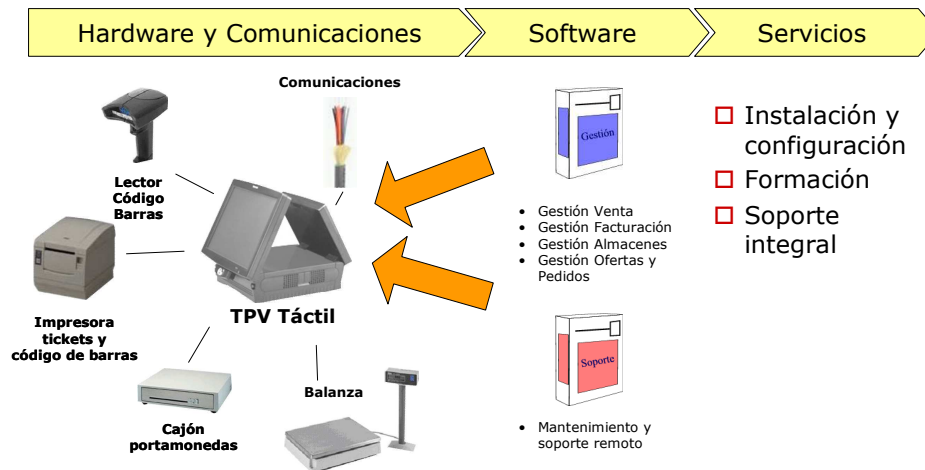 Hardware y Comunicaciones
Software
Servicios
Comunicaciones
Lector
Código
Barras
Impresora
tickets y
código de barras
TPV Táctil
Cajón
portamonedas
Balanza
Gestión
• Gestión Venta
• Gestión Facturación
• Gestión Almacenes
• Gestión Ofertas y
Pedidos
Soporte
• Mantenimiento y
soporte remoto
Instalación y
configuración
Formación
Soporte
integral